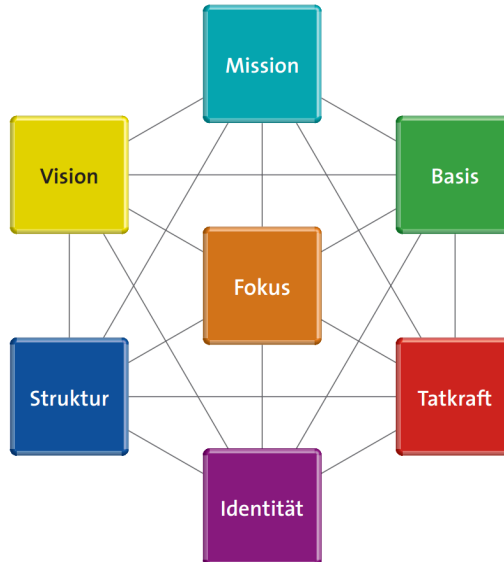 Mission
Vision
Basis
Fokus
Struktur
Tatkraft
Identität